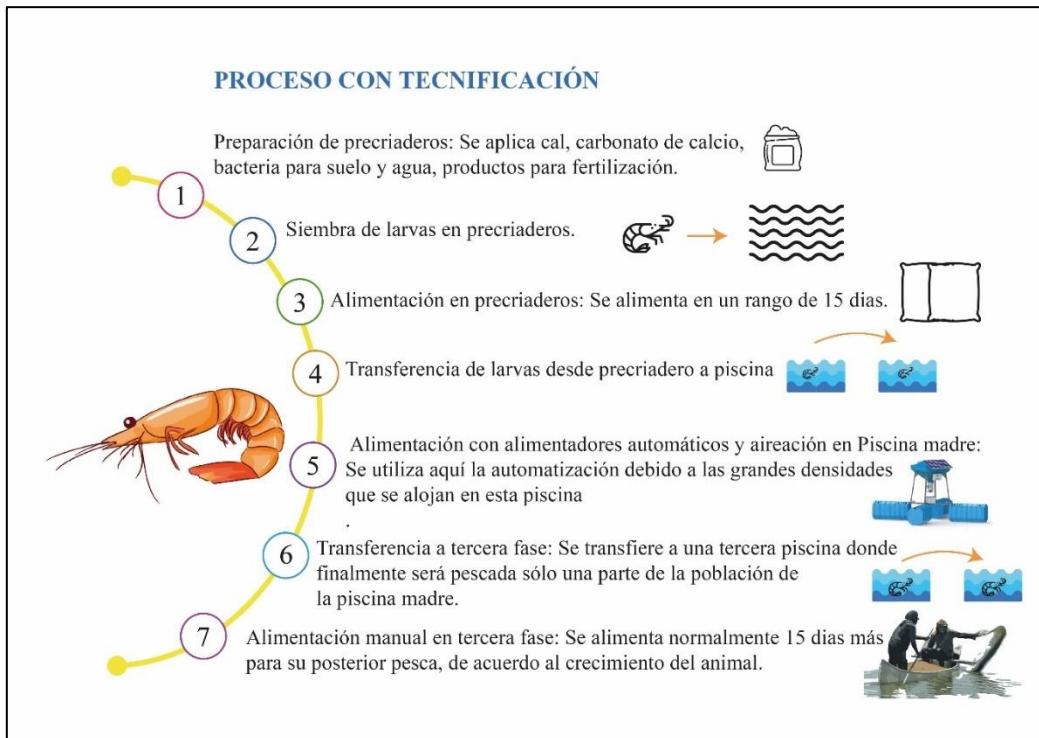 PROCESO CON TECNIFICACIÓN
Preparación de precriaderos: Se aplica cal, carbonato de calcio,
bacteria para suelo y agua, productos para fertilización.
1
2
Siembra de larvas en precriaderos.
3
Alimentación en precriaderos: Se alimenta en un rango de 15 dias.
4
Transferencia de larvas desde precriadero a piscina
5
Alimentación con alimentadores automáticos y aireación en Piscina madre:
Se utiliza aquí la automatización debido a las grandes densidades
que se alojan en esta piscina
.
6
Transferencia a tercera fase: Se transfiere a una tercera piscina donde
finalmente será pescada sólo una parte de la población de
la piscina madre.
7
Alimentación manual en tercera fase: Se alimenta normalmente 15 dias más
para su posterior pesca, de acuerdo al crecimiento del animal.